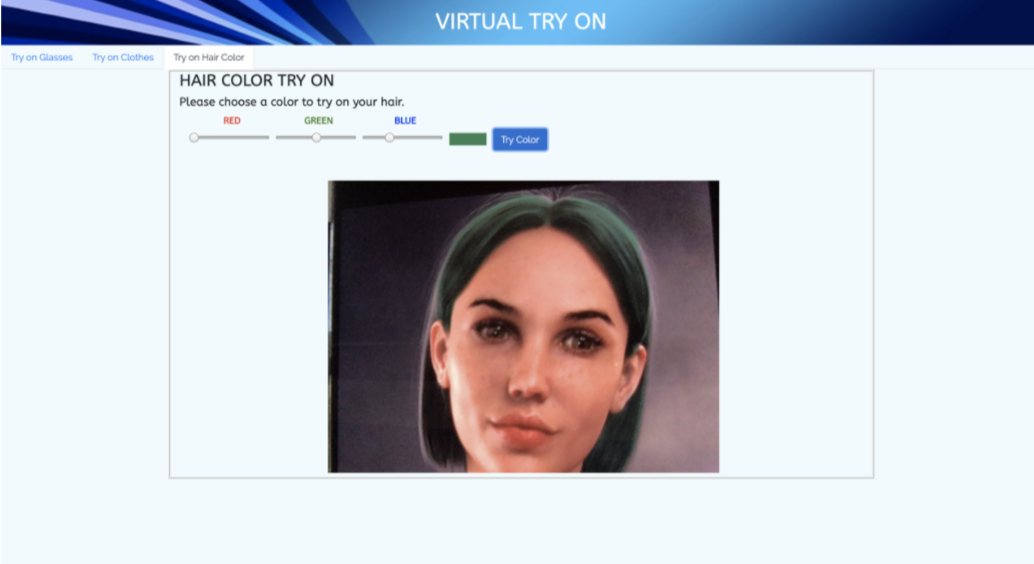 VIRTUAL TRY ON
Try on Glasses Try on Clothes Try on Hair Color
HAIR COLOR TRY ON
Please choose a color to try on your hair.
RED GREEN BLUE
Try Color